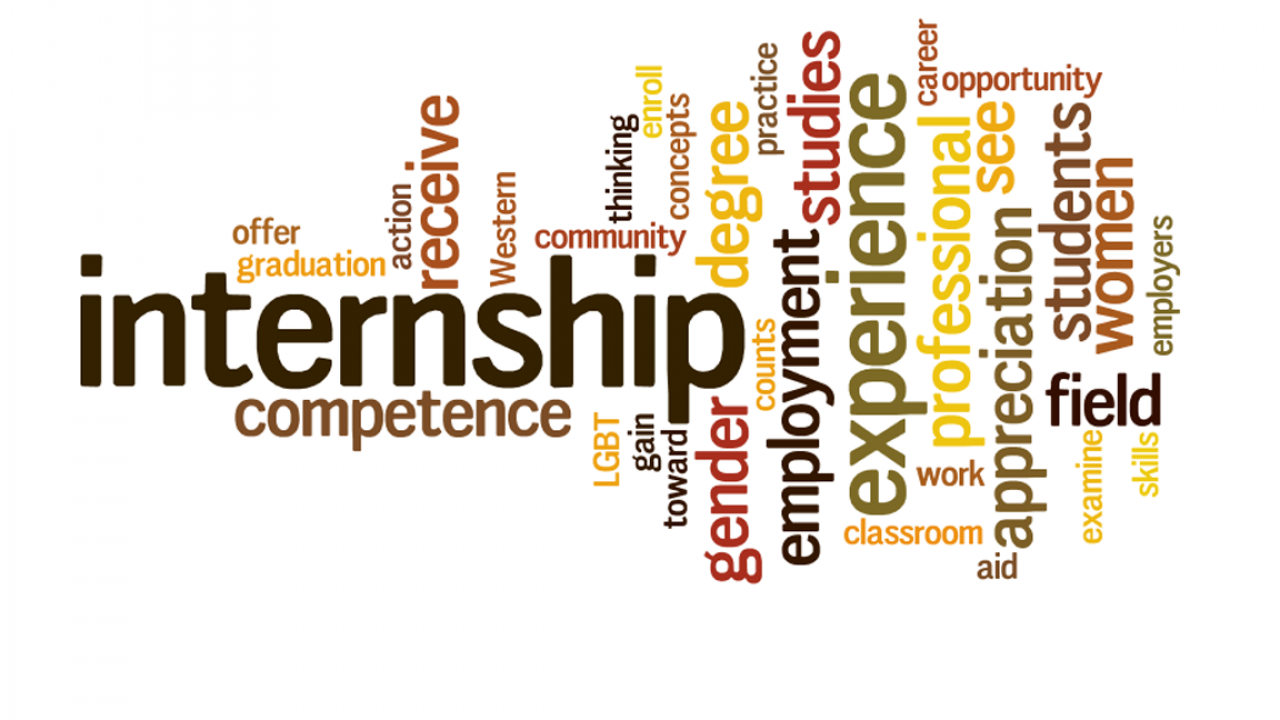 offer
graduation
action
receive
Western
community
thinking
enroll
concepts
degree
practice
studies
experience
career
opportunity
professional
see
students
women
employers
internship
competence
LGBT
gain
toward
gender
counts
employment
appreciation
field
work
classroom
aid
examine
skills